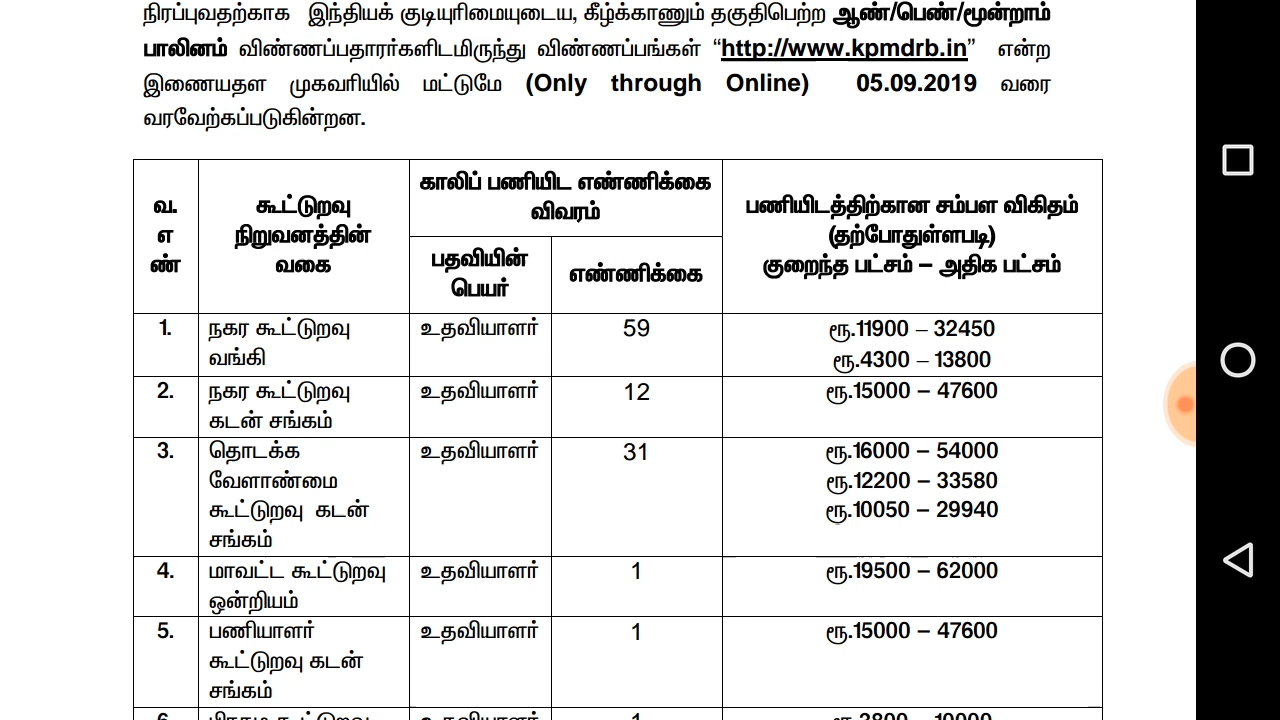 நிரப்புவதற்காக இந்தியக் குடியுரிமையுடைய, கீழ்க்காணும் தகுதிபெற்ற ஆண்/பெண்/மூன்றாம்
பாலினம் விண்ணப்பதாரர்களிடமிருந்து விண்ணப்பங்கள் “http://www.kpmdrb.in” என்ற
இணையதள முகவரியில் மட்டுமே (Only through Online) 05.09.2019 வரை
வரவேற்கப்படுகின்றன.
வ.
எ
ண்
கூட்டுறவு
நிறுவனத்தின்
வகை
காலிப் பணியிட எண்ணிக்கை
விவரம்
பதவியின்
பெயர்
எண்ணிக்கை
பணியிடத்திற்கான சம்பள விகிதம்
(தற்போதுள்ளபடி)
குறைந்த பட்சம் – அதிக பட்சம்
1. நகர கூட்டுறவு உதவியாளர் 59 ரூ.11900 – 32450
வங்கி ரூ.4300 – 13800
2. நகர கூட்டுறவு உதவியாளர் 12 ரூ.15000 – 47600
கடன் சங்கம்
3. தொடக்க உதவியாளர் 31 ரூ.16000 – 54000
வேளாண்மை ரூ.12200 – 33580
கூட்டுறவு கடன் ரூ.10050 – 29940
சங்கம்
4. மாவட்ட கூட்டுறவு உதவியாளர் 1 ரூ.19500 – 62000
ஒன்றியம்
5. பணியாளர் உதவியாளர் 1 ரூ.15000 – 47600
கூட்டுறவு கடன்
சங்கம்